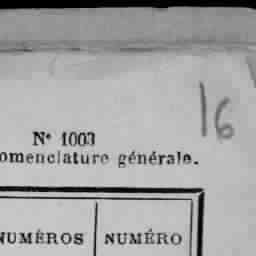 16
N° 1003
omenclature générale.
NUMÉROS NUMÉRO